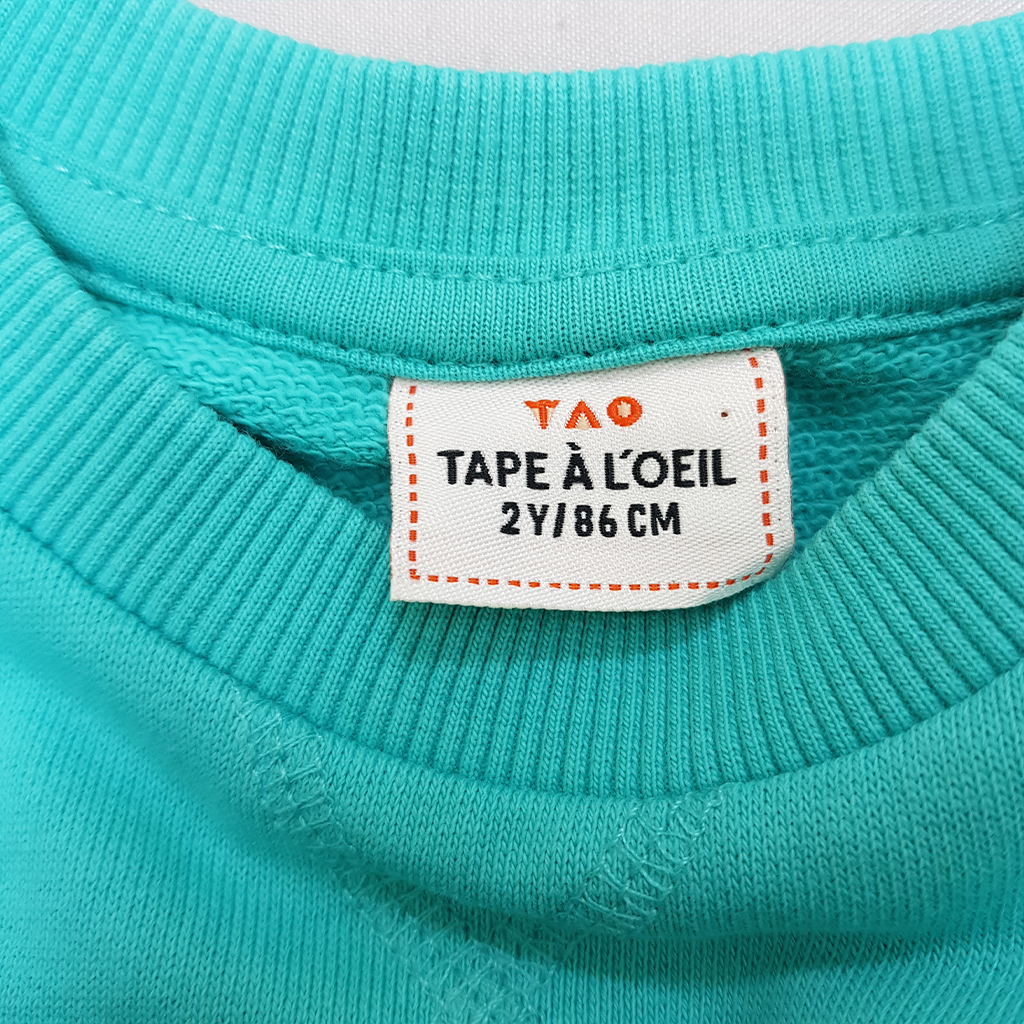 TAO
TAPE À L'OEIL
2Y/86 CM